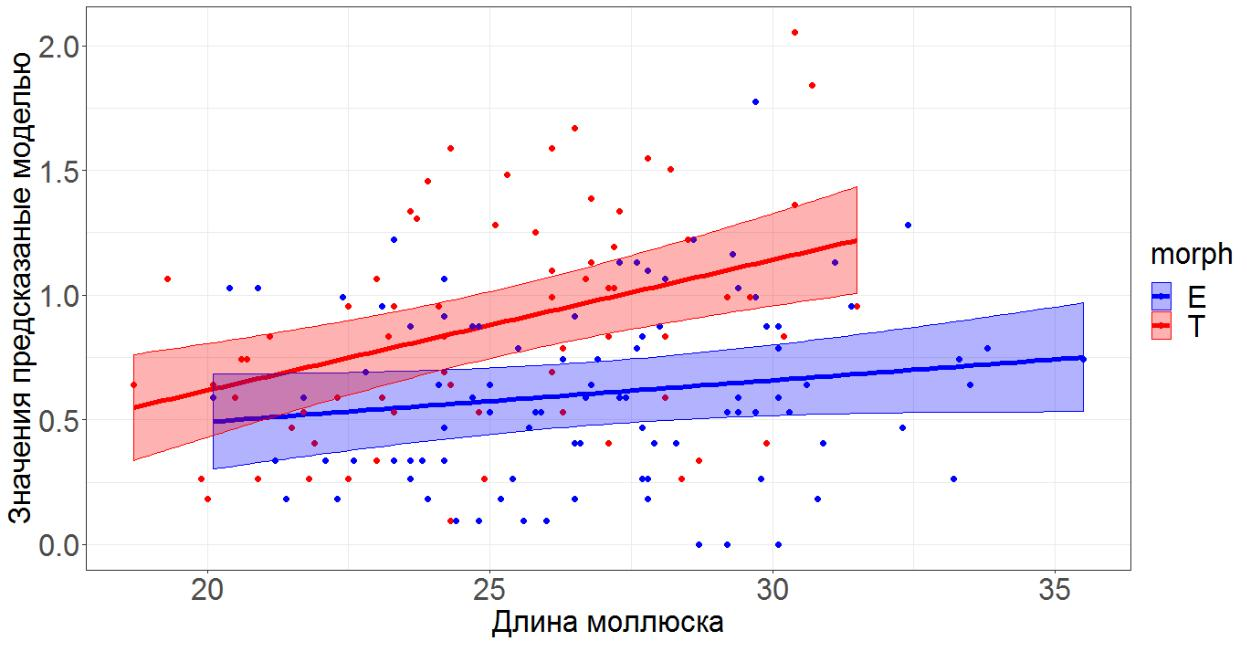 Значения предсказаные моделью
2.0
1.5
1.0
0.5
0.0
20 25 30 35
Длина моллюска
morph
E
T